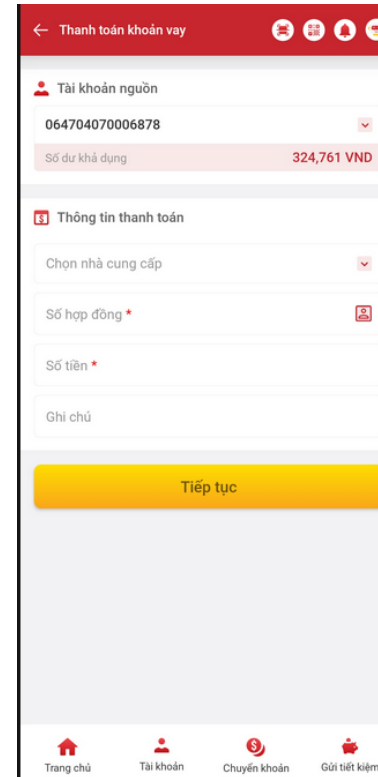 Thanh toán khoản vay
Tài khoản nguồn
064704070006878
Số dư khả dụng 324,761 VND
Thông tin thanh toán
Chọn nhà cung cấp
Số hợp đồng *
Số tiền *
Ghi chú
Tiếp tục
Trang chủ Tài khoản Chuyển khoản Gửi tiết kiệm